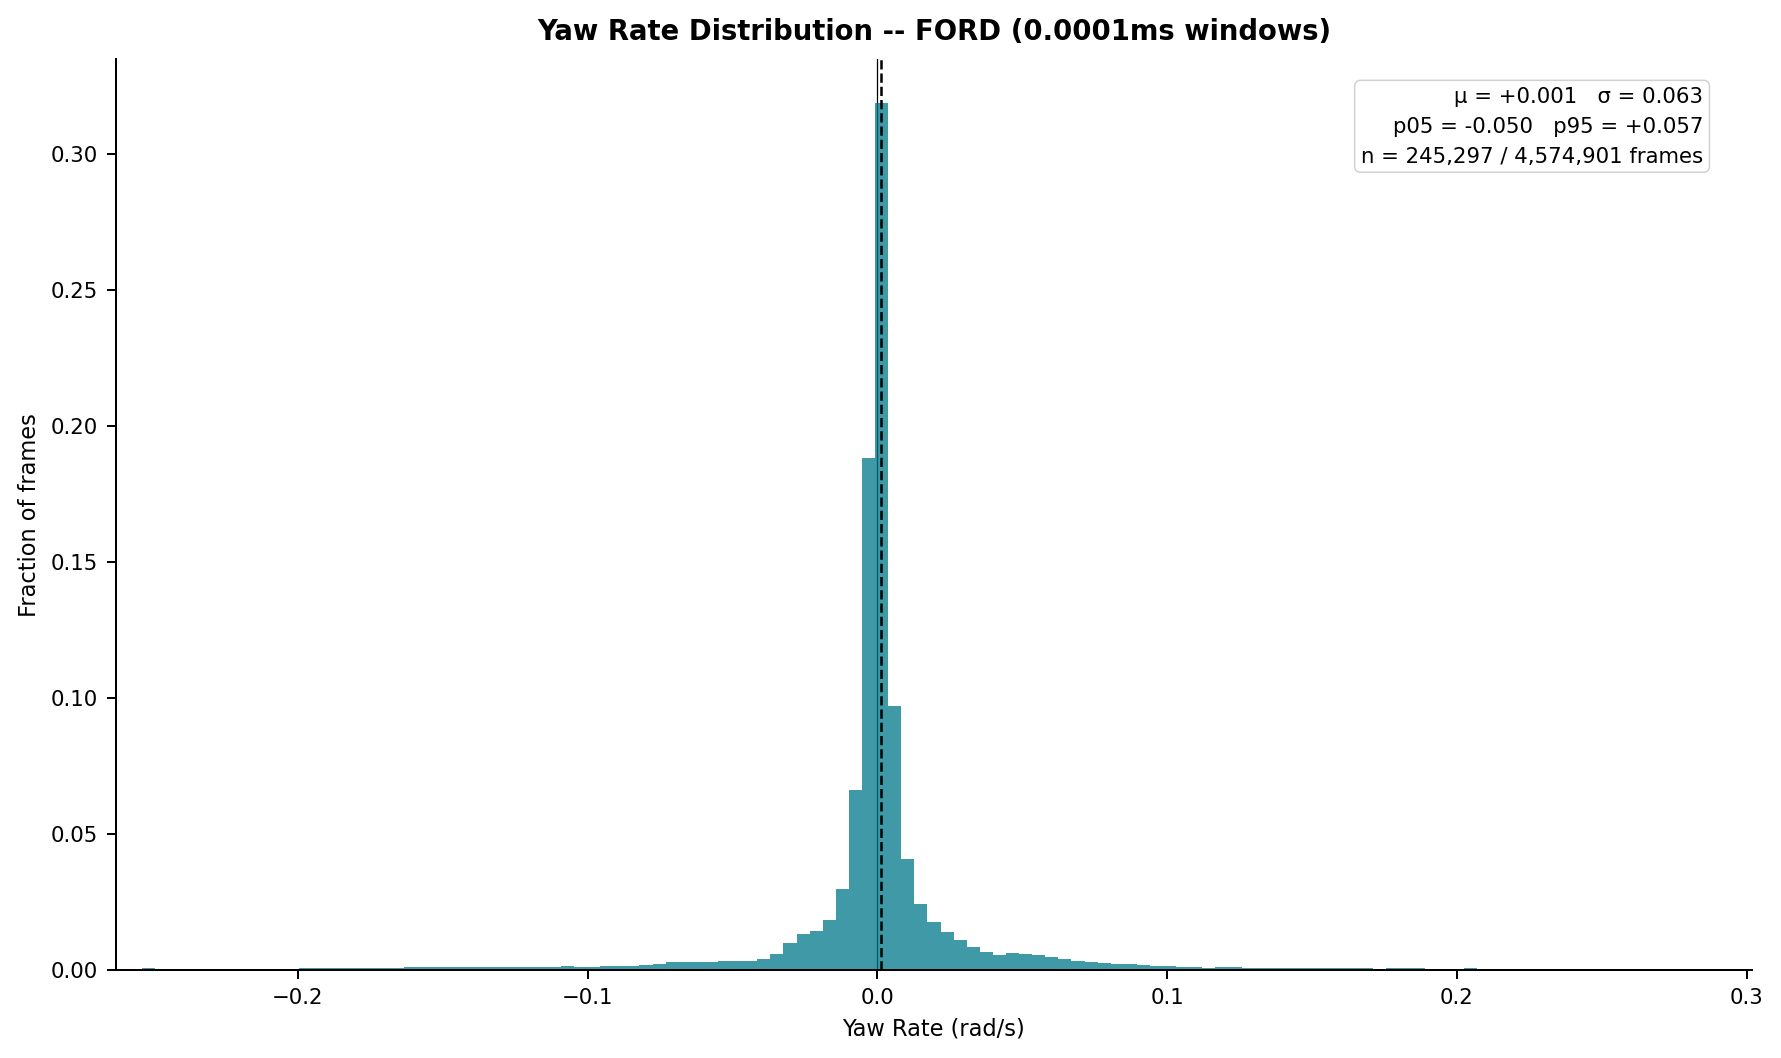 Yaw Rate Distribution -- FORD (0.0001ms windows)
μ = +0.001   σ = 0.063
p05 = -0.050   p95 = +0.057
n = 245,297 / 4,574,901 frames
Fraction of frames
0.30
0.25
0.20
0.15
0.10
0.05
0.00
−0.2
−0.1
0.0
0.1
0.2
0.3
Yaw Rate (rad/s)